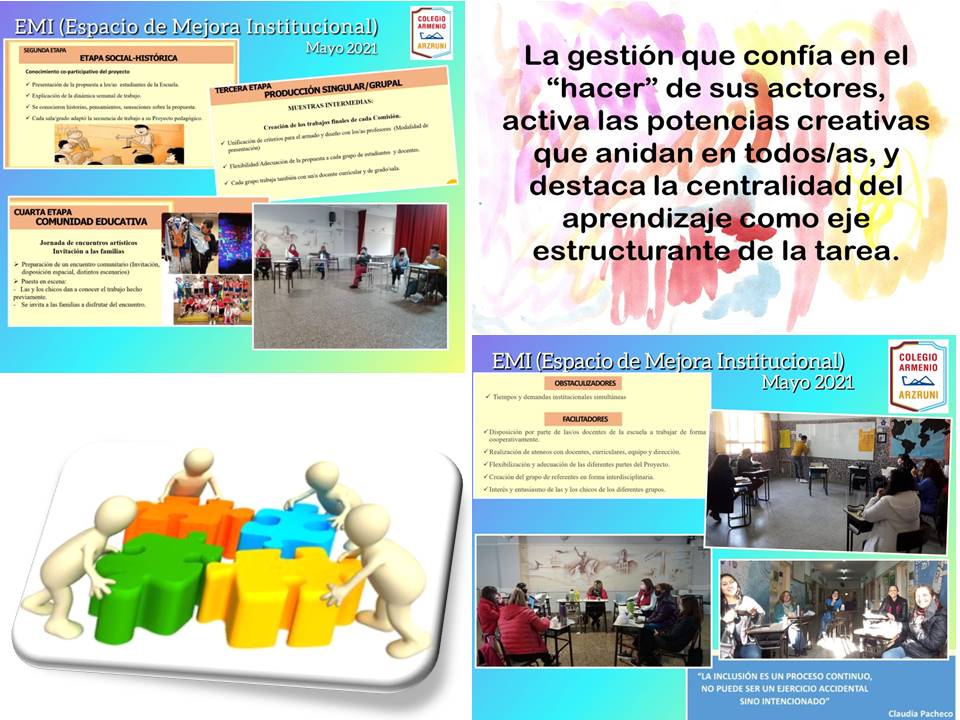 EMI (Espacio de Mejora Institucional)
Mayo 2021
COLEGIO
ARMENIO
ARZRUNI
SEGUNDA ETAPA
ETAPA SOCIAL-HISTÓRICA
Conocimiento co-participativo del proyecto
✓ Presentación de la propuesta a los/as estudiantes de la Escuela.
✓ Explicación de la dinámica semanal de trabajo.
✓ Se conocieron historias, pensamientos, sensaciones sobre la propuesta.
✓ Cada sala/grado adaptó la secuencia de trabajo a su Proyecto pedagógico.
TERCERA ETAPA
PRODUCCIÓN SINGULAR/GRUPAL
MUESTRAS INTERMEDIAS:
Creación de los trabajos finales de cada Comisión.
✓ Unificación de criterios para el armado y diseño con los/as profesores (Modalidad de
presentación)
✓ Flexibilidad/Adecuación de la propuesta a cada grupo de estudiantes y docentes.
✓ Cada grupo trabaja también con un/a docente curricular y de grado/sala.
CUARTA ETAPA
COMUNIDAD EDUCATIVA
Jornada de encuentros artísticos
Invitación a las familias
➢ Preparación de un encuentro comunitario (Invitación,
disposición espacial, distintos escenarios)
➢ Puesta en escena:
- Las y los chicos dan a conocer el trabajo hecho
previamente.
- Se invita a las familias a disfrutar del encuentro.
La gestión que confía en el
“hacer” de sus actores,
activa las potencias creativas
que anidan en todos/as, y
destaca la centralidad del
aprendizaje como eje
estructurante de la tarea.
EMI (Espacio de Mejora Institucional)
Mayo 2021
COLEGIO
ARMENIO
ARZRUNI
OBSTACULIZADORES
✓ Tiempos y demandas institucionales simultáneas
FACILITADORES
✓Disposición por parte de las/os docentes de la escuela a trabajar de forma
cooperativamente.
✓Realización de ateneos con docentes, curriculares, equipo y dirección.
✓Flexibilización y adecuación de las diferentes partes del Proyecto.
✓Creación del grupo de referentes en forma interdisciplinaria.
✓Interés y entusiasmo de las y los chicos de los diferentes grupos.
“LA INCLUSIÓN ES UN PROCESO CONTINUO,
NO PUEDE SER UN EJERCICIO ACCIDENTAL
SINO INTENCIONADO”
Claudia Pacheco